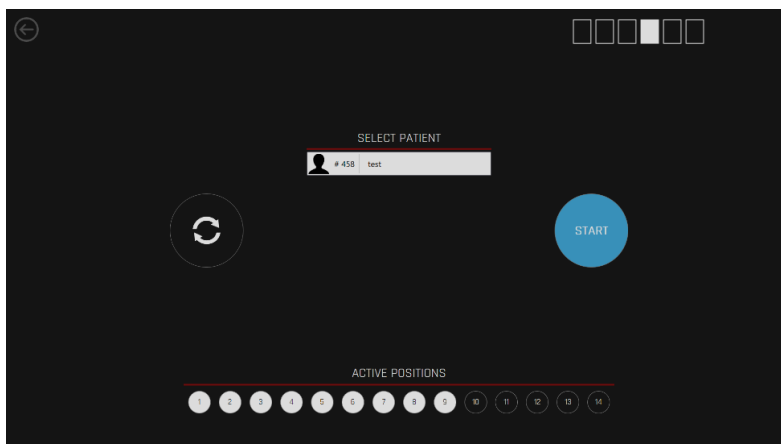 SELECT PATIENT
# 458 test
START
ACTIVE POSITIONS
1 2 3 4 5 6 7 8 9 10 11 12 13 14